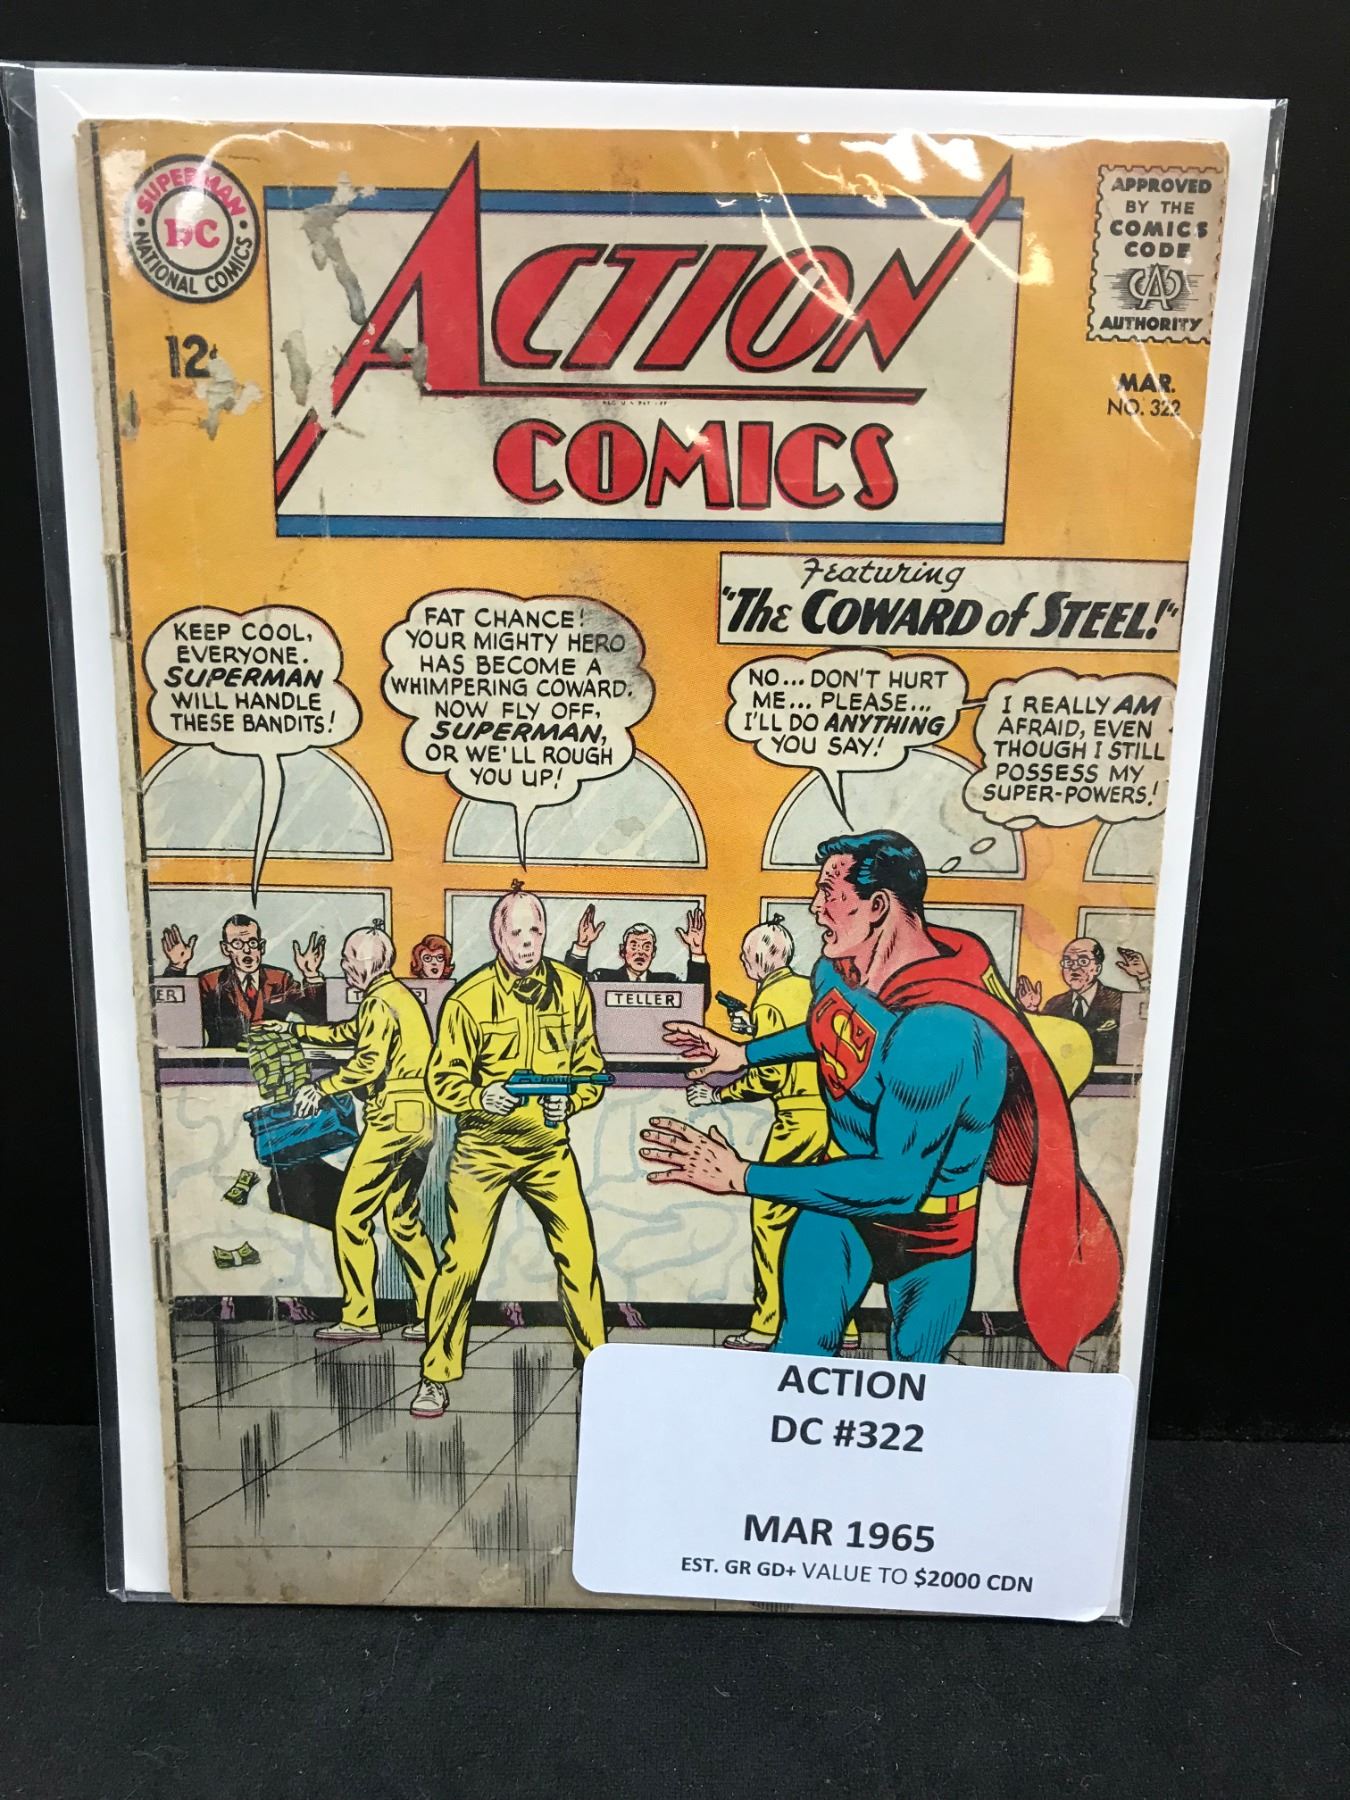 SUPERMAN
DC
NATIONAL COMICS
12¢
ACTION
COMICS
APPROVED
BY THE
COMICS
CODE
AUTHORITY
MAR.
NO. 322
Featuring
"The COWARD of STEEL!"
KEEP COOL,
EVERYONE.
SUPERMAN
WILL HANDLE
THESE BANDITS!
FAT CHANCE!
YOUR MIGHTY HERO
HAS BECOME A
WHIMPERING COWARD.
NOW FLY OFF,
SUPERMAN,
OR WE'LL ROUGH
YOU UP!
NO... DON'T HURT
ME... PLEASE...
I'LL DO ANYTHING
YOU SAY!
I REALLY AM
AFRAID, EVEN
THOUGH I STILL
POSSESS MY
SUPER-POWERS!
ER
TELLER
S
ACTION
DC #322
MAR 1965
EST. GR GD+ VALUE TO $2000 CDN